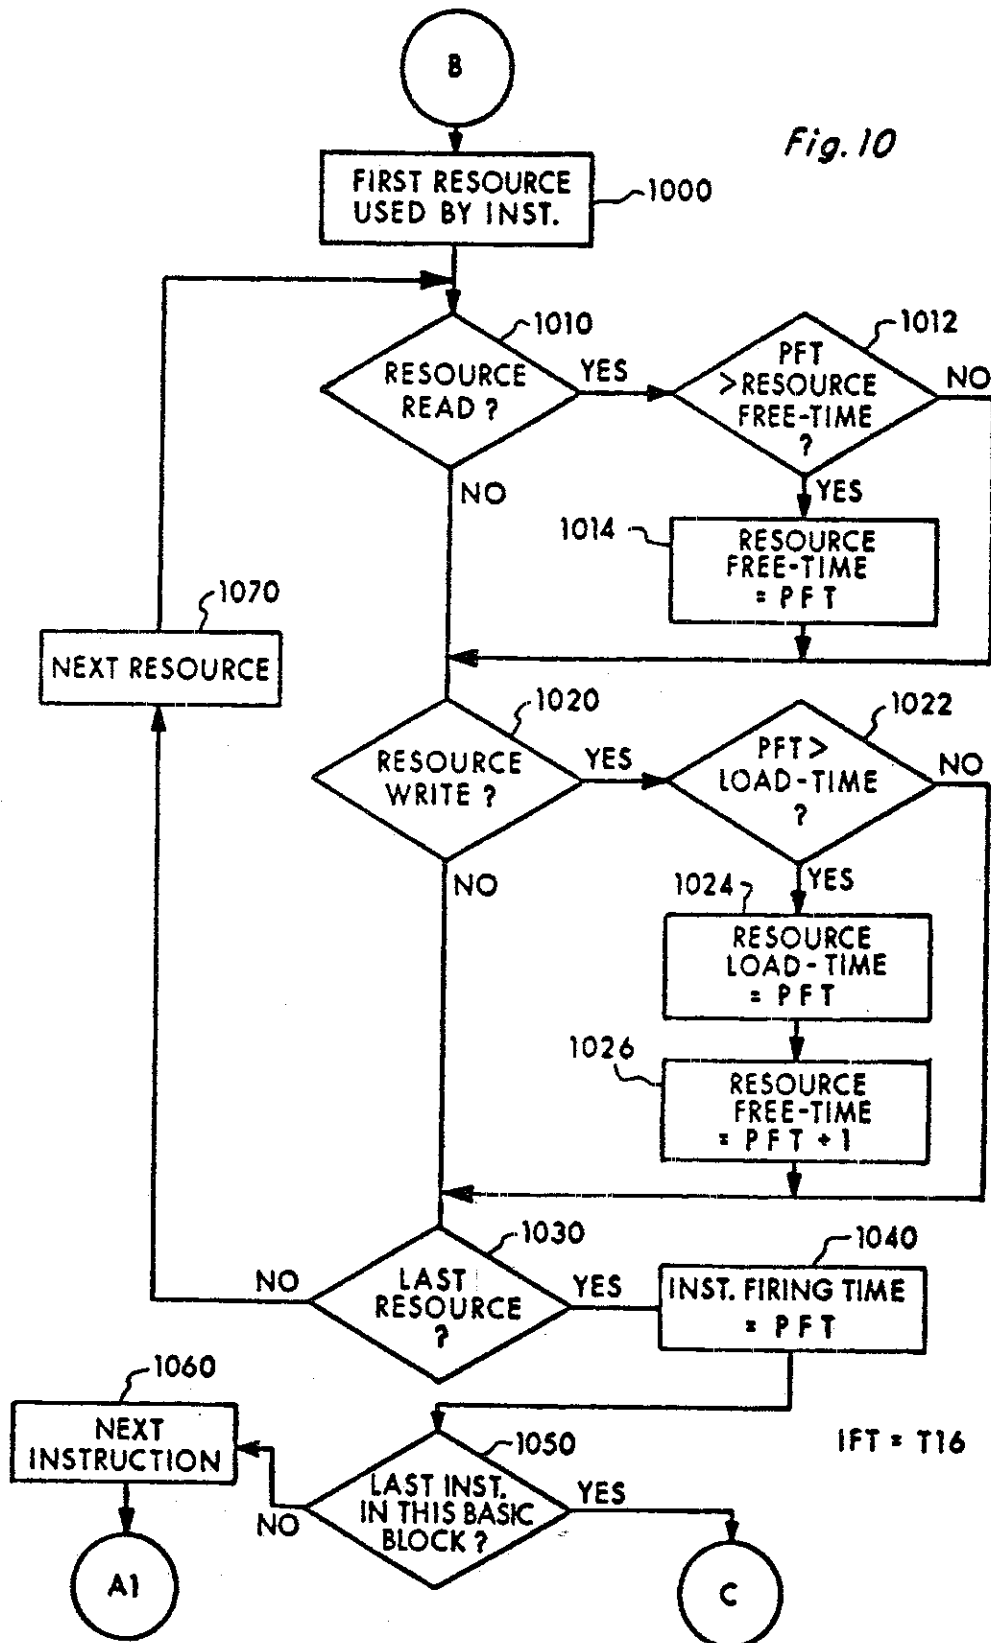 B
Fig. 10
FIRST RESOURCE
USED BY INST.
1000
1010
RESOURCE
READ ?
YES
NO
1012
PFT
> RESOURCE
FREE-TIME
?
NO
YES
1014
RESOURCE
FREE-TIME
= PFT
1070
NEXT RESOURCE
1020
RESOURCE
WRITE ?
YES
NO
1022
PFT >
LOAD-TIME
?
NO
YES
1024
RESOURCE
LOAD-TIME
= PFT
1026
RESOURCE
FREE-TIME
= PFT + 1
1030
LAST
RESOURCE
?
NO
YES
1040
INST. FIRING TIME
= PFT
1060
NEXT
INSTRUCTION
1050
LAST INST.
IN THIS BASIC
BLOCK ?
NO
YES
IFT = T16
A1
C